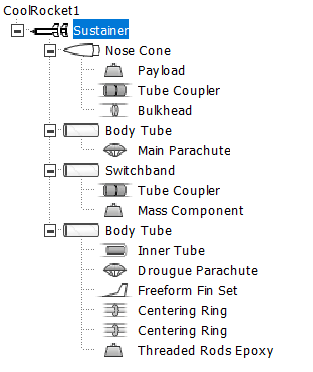 CoolRocket1
Sustainer
Nose Cone
Payload
Tube Coupler
Bulkhead
Body Tube
Main Parachute
Switchband
Tube Coupler
Mass Component
Body Tube
Inner Tube
Drougue Parachute
Freeform Fin Set
Centering Ring
Centering Ring
Threaded Rods Epoxy